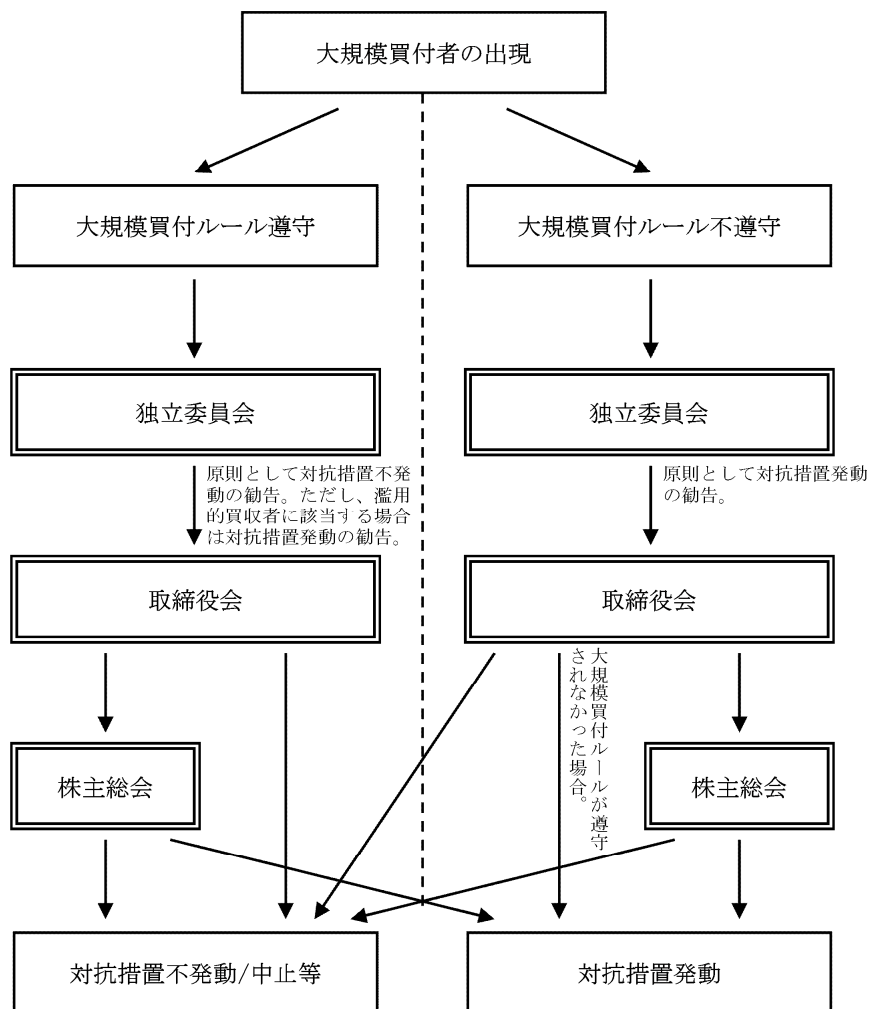 大規模買付者の出現
大規模買付ルール遵守
大規模買付ルール不遵守
独立委員会
独立委員会
原則として対抗措置不発
動の勧告。ただし、濫用
的買収者に該当する場合
は対抗措置発動の勧告。
原則として対抗措置発動
の勧告。
取締役会
取締役会
大規模買付ルールが遵守
されなかった場合。
株主総会
株主総会
対抗措置不発動/中止等
対抗措置発動